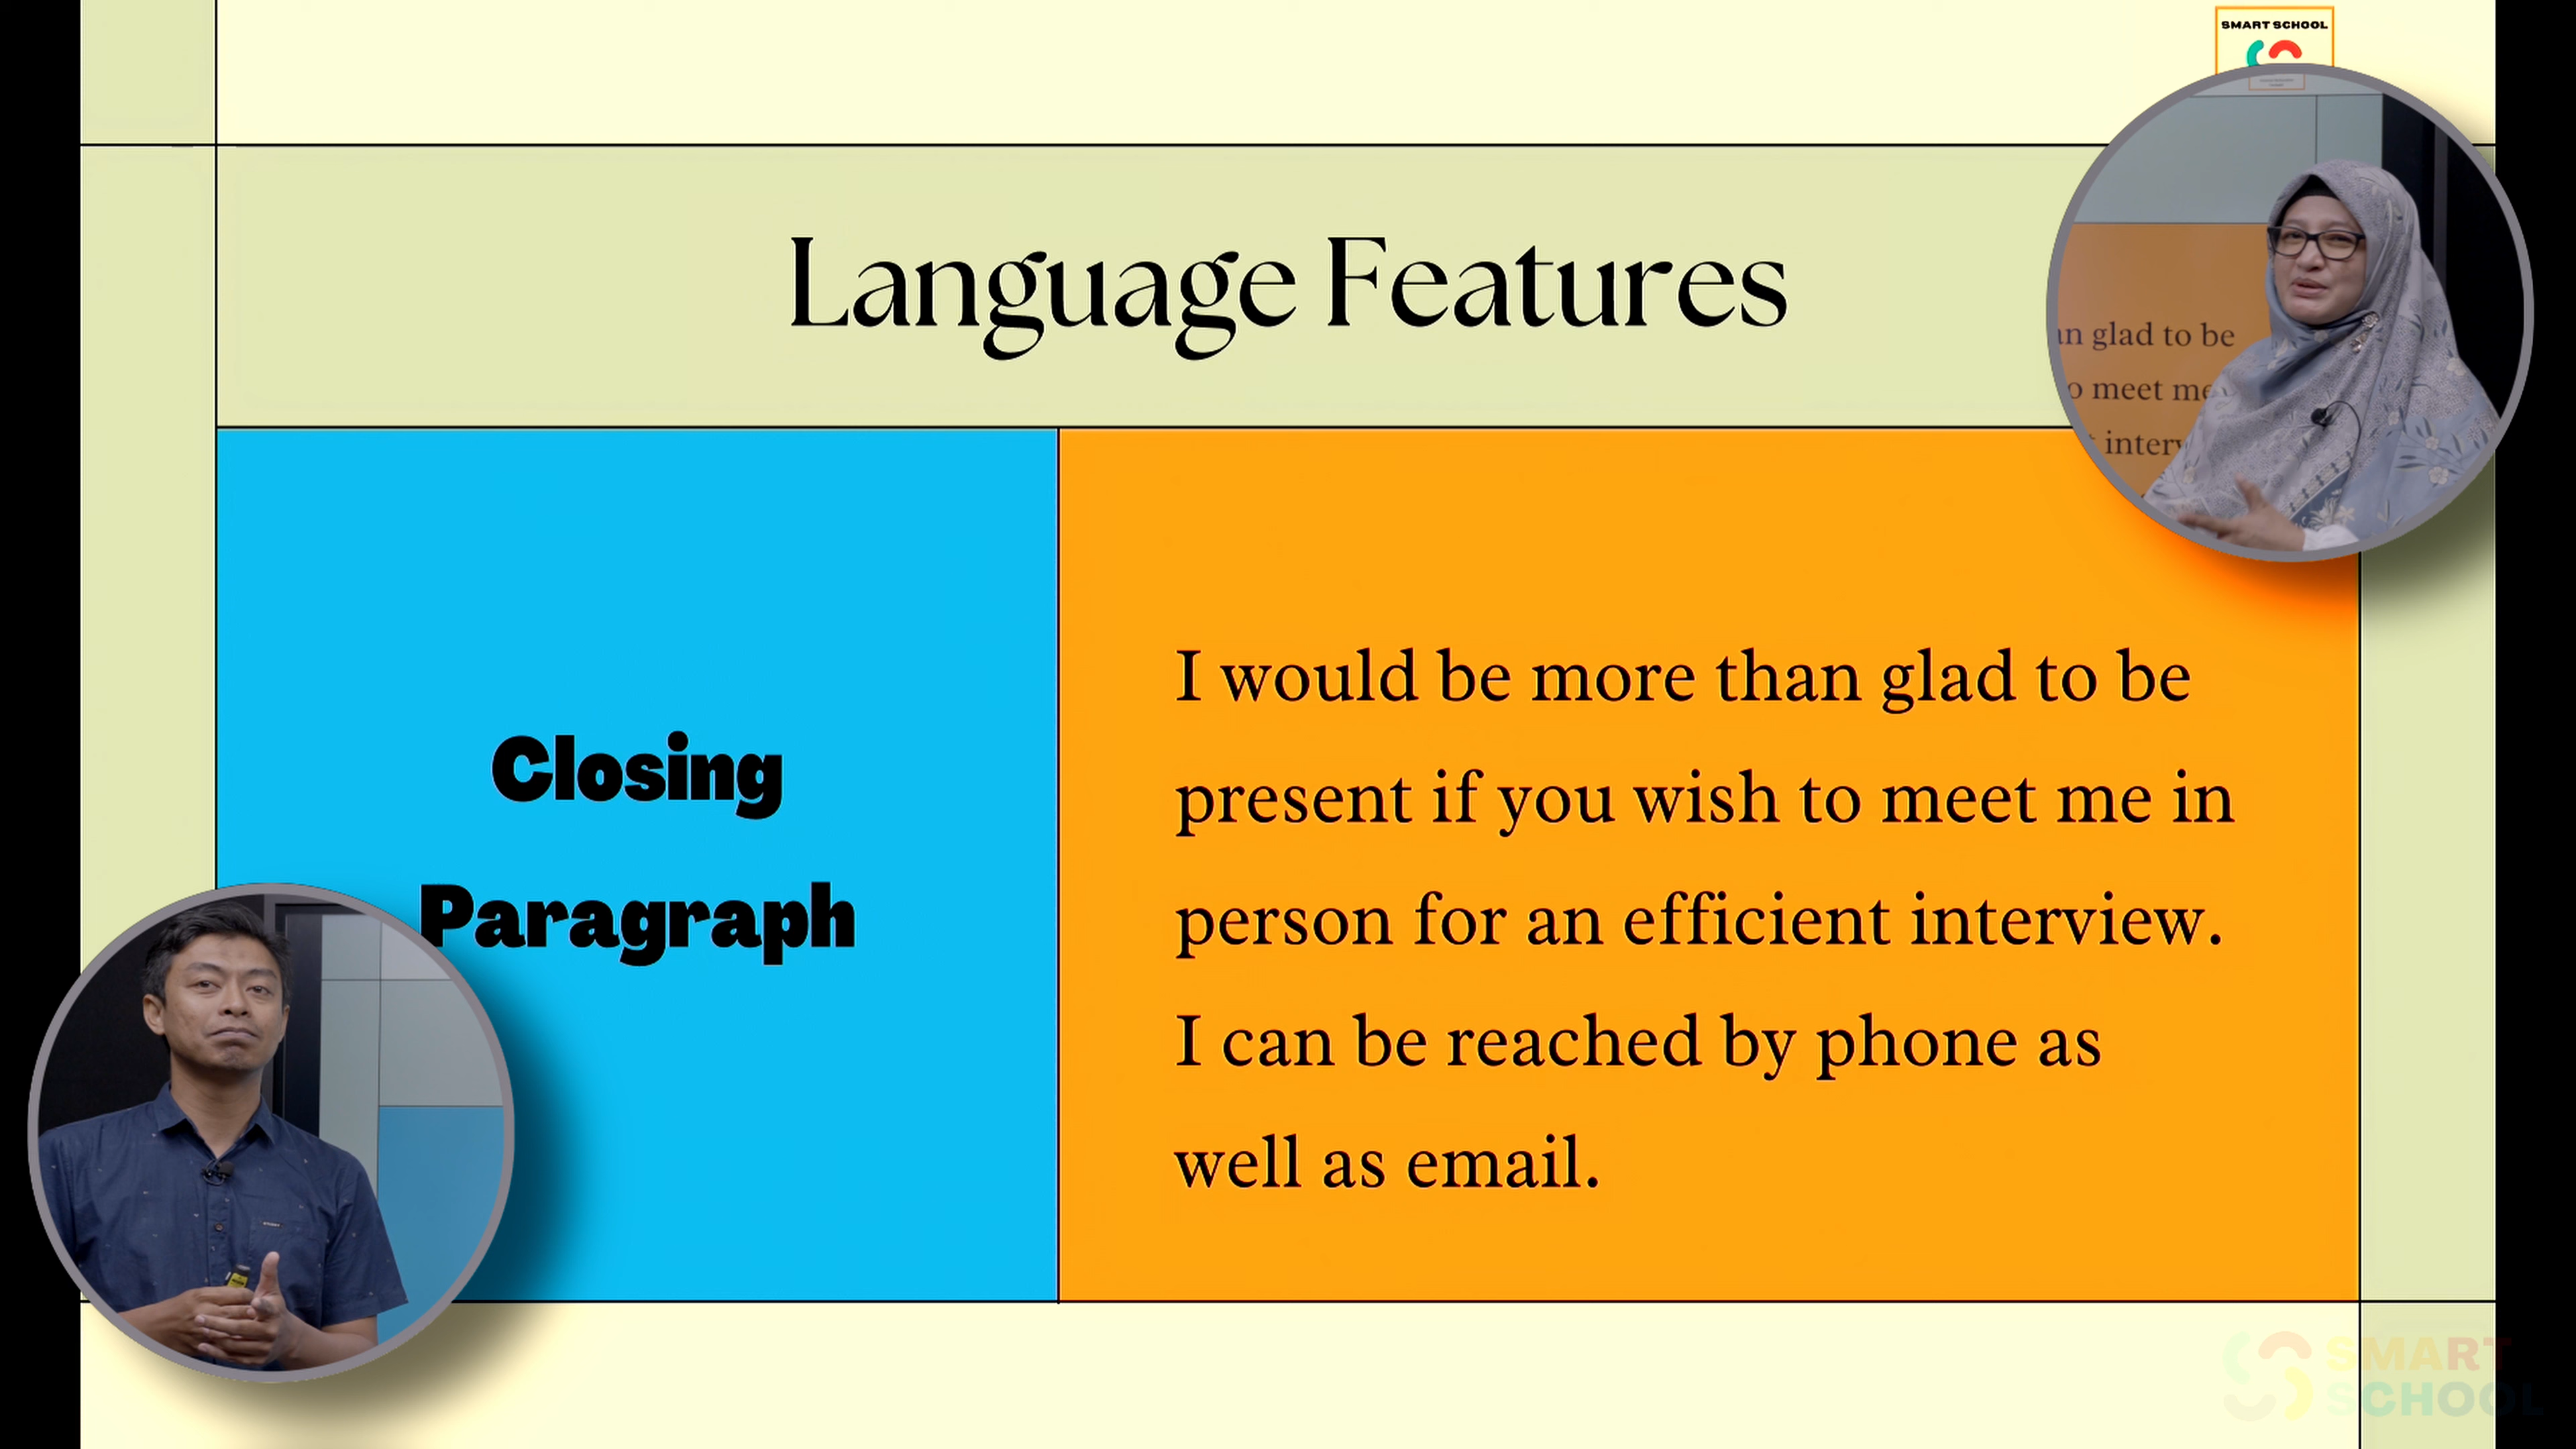 SMART SCHOOL
Language Features
glad to be
meet me
Closing
Paragraph
I would be more than glad to be
present if you wish to meet me in
person for an efficient interview.
I can be reached by phone as
well as email.
SMART
SCHOOL